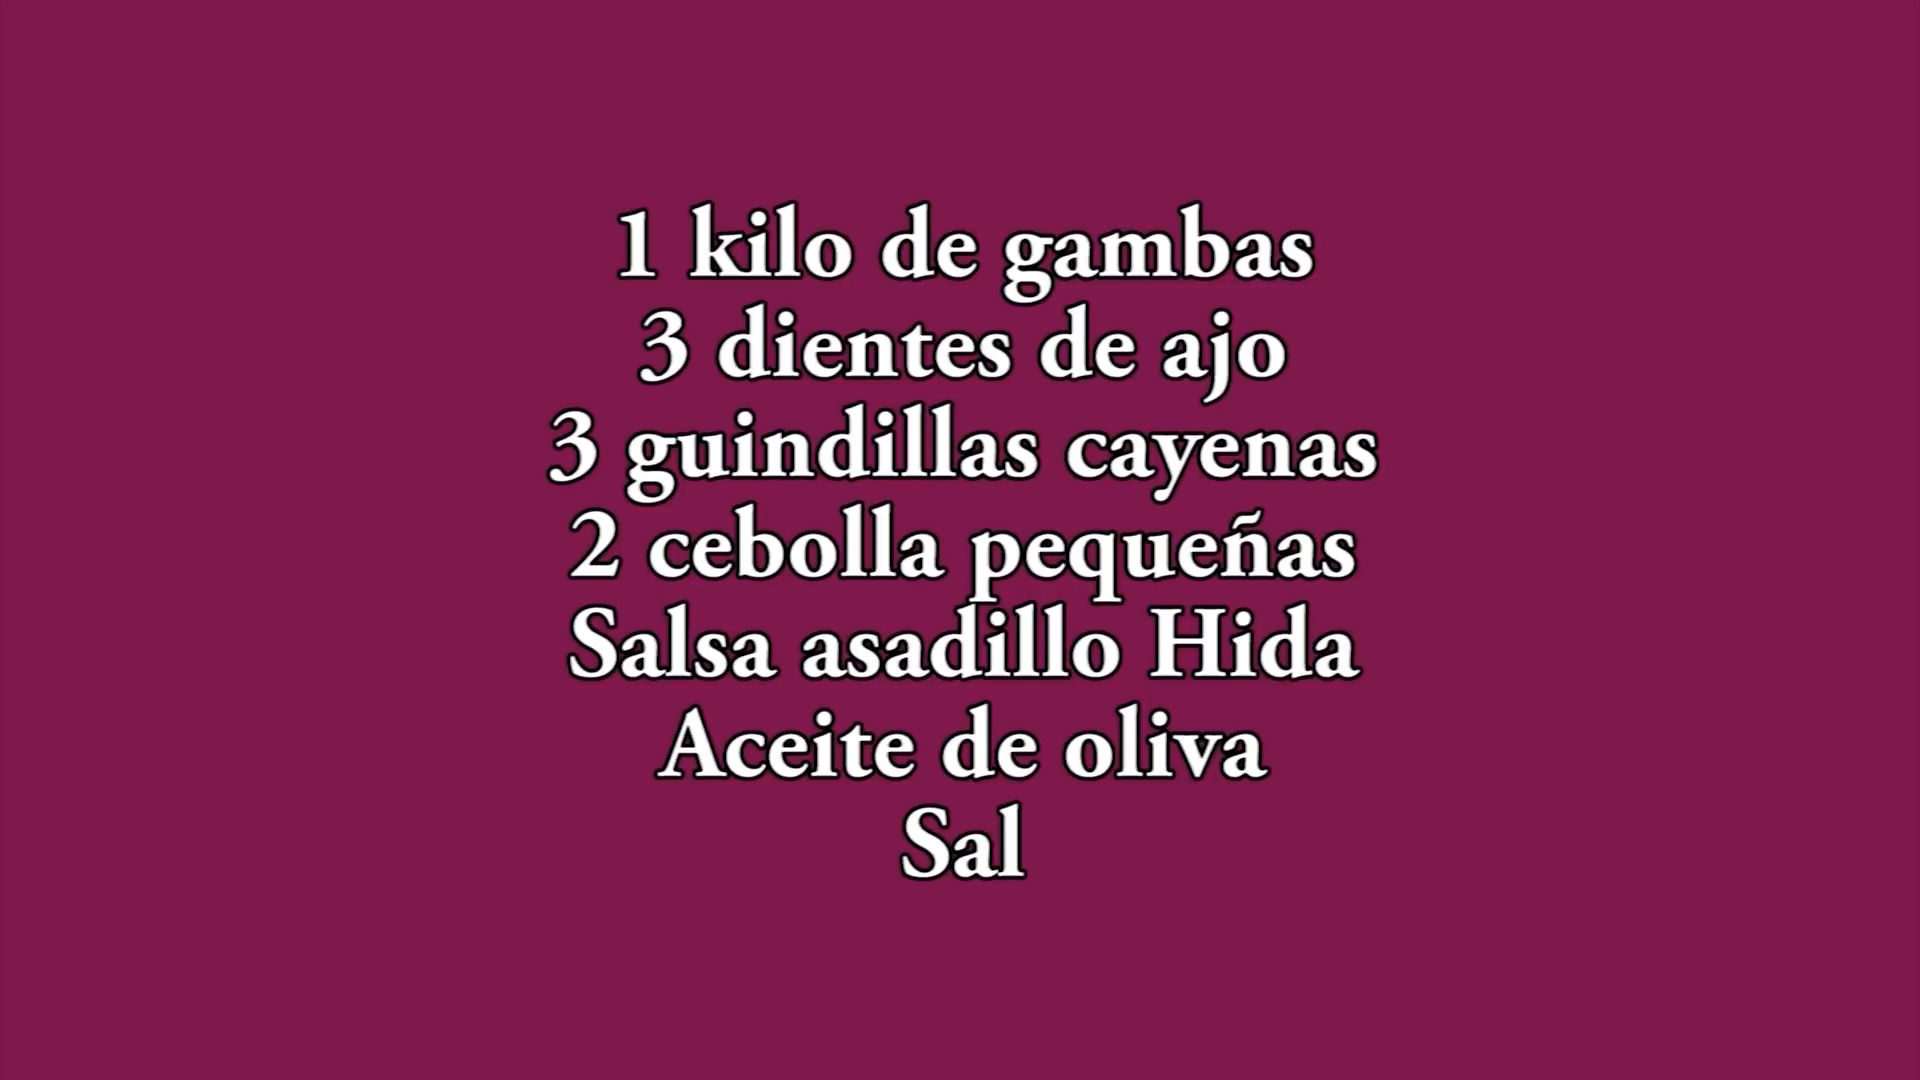 1 kilo de gambas
3 dientes de ajo
3 guindillas cayenas
2 cebolla pequeñas
Salsa asadillo Hida
Aceite de oliva
Sal